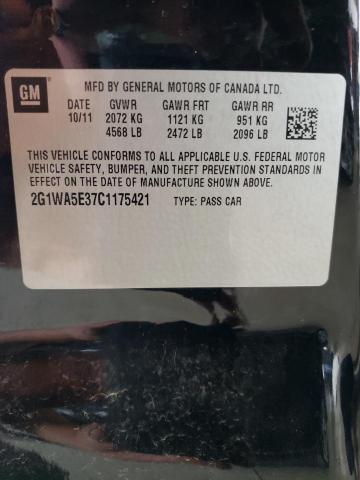 GM
MFD BY GENERAL MOTORS OF CANADA LTD.
DATE GVWR GAWR FRT GAWR RR
10/11 2072 KG 1121 KG 951 KG
4568 LB 2472 LB 2096 LB
THIS VEHICLE CONFORMS TO ALL APPLICABLE U.S. FEDERAL MOTOR
VEHICLE SAFETY, BUMPER, AND THEFT PREVENTION STANDARDS IN
EFFECT ON THE DATE OF MANUFACTURE SHOWN ABOVE.
2G1WA5E37C1175421 TYPE: PASS CAR